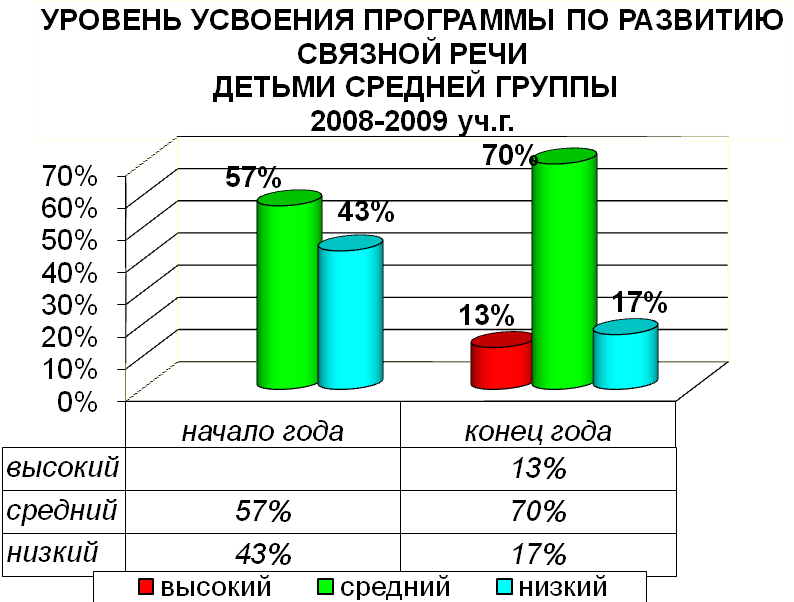 УРОВЕНЬ УСВОЕНИЯ ПРОГРАММЫ ПО РАЗВИТИЮ
СВЯЗНОЙ РЕЧИ
ДЕТЬМИ СРЕДНЕЙ ГРУППЫ
2008-2009 уч.г.
70%
60%
50%
40%
30%
20%
10%
0%
57%
43%
13%
70%
17%
начало года конец года
высокий 13%
средний 57% 70%
низкий 43% 17%
высокий средний низкий